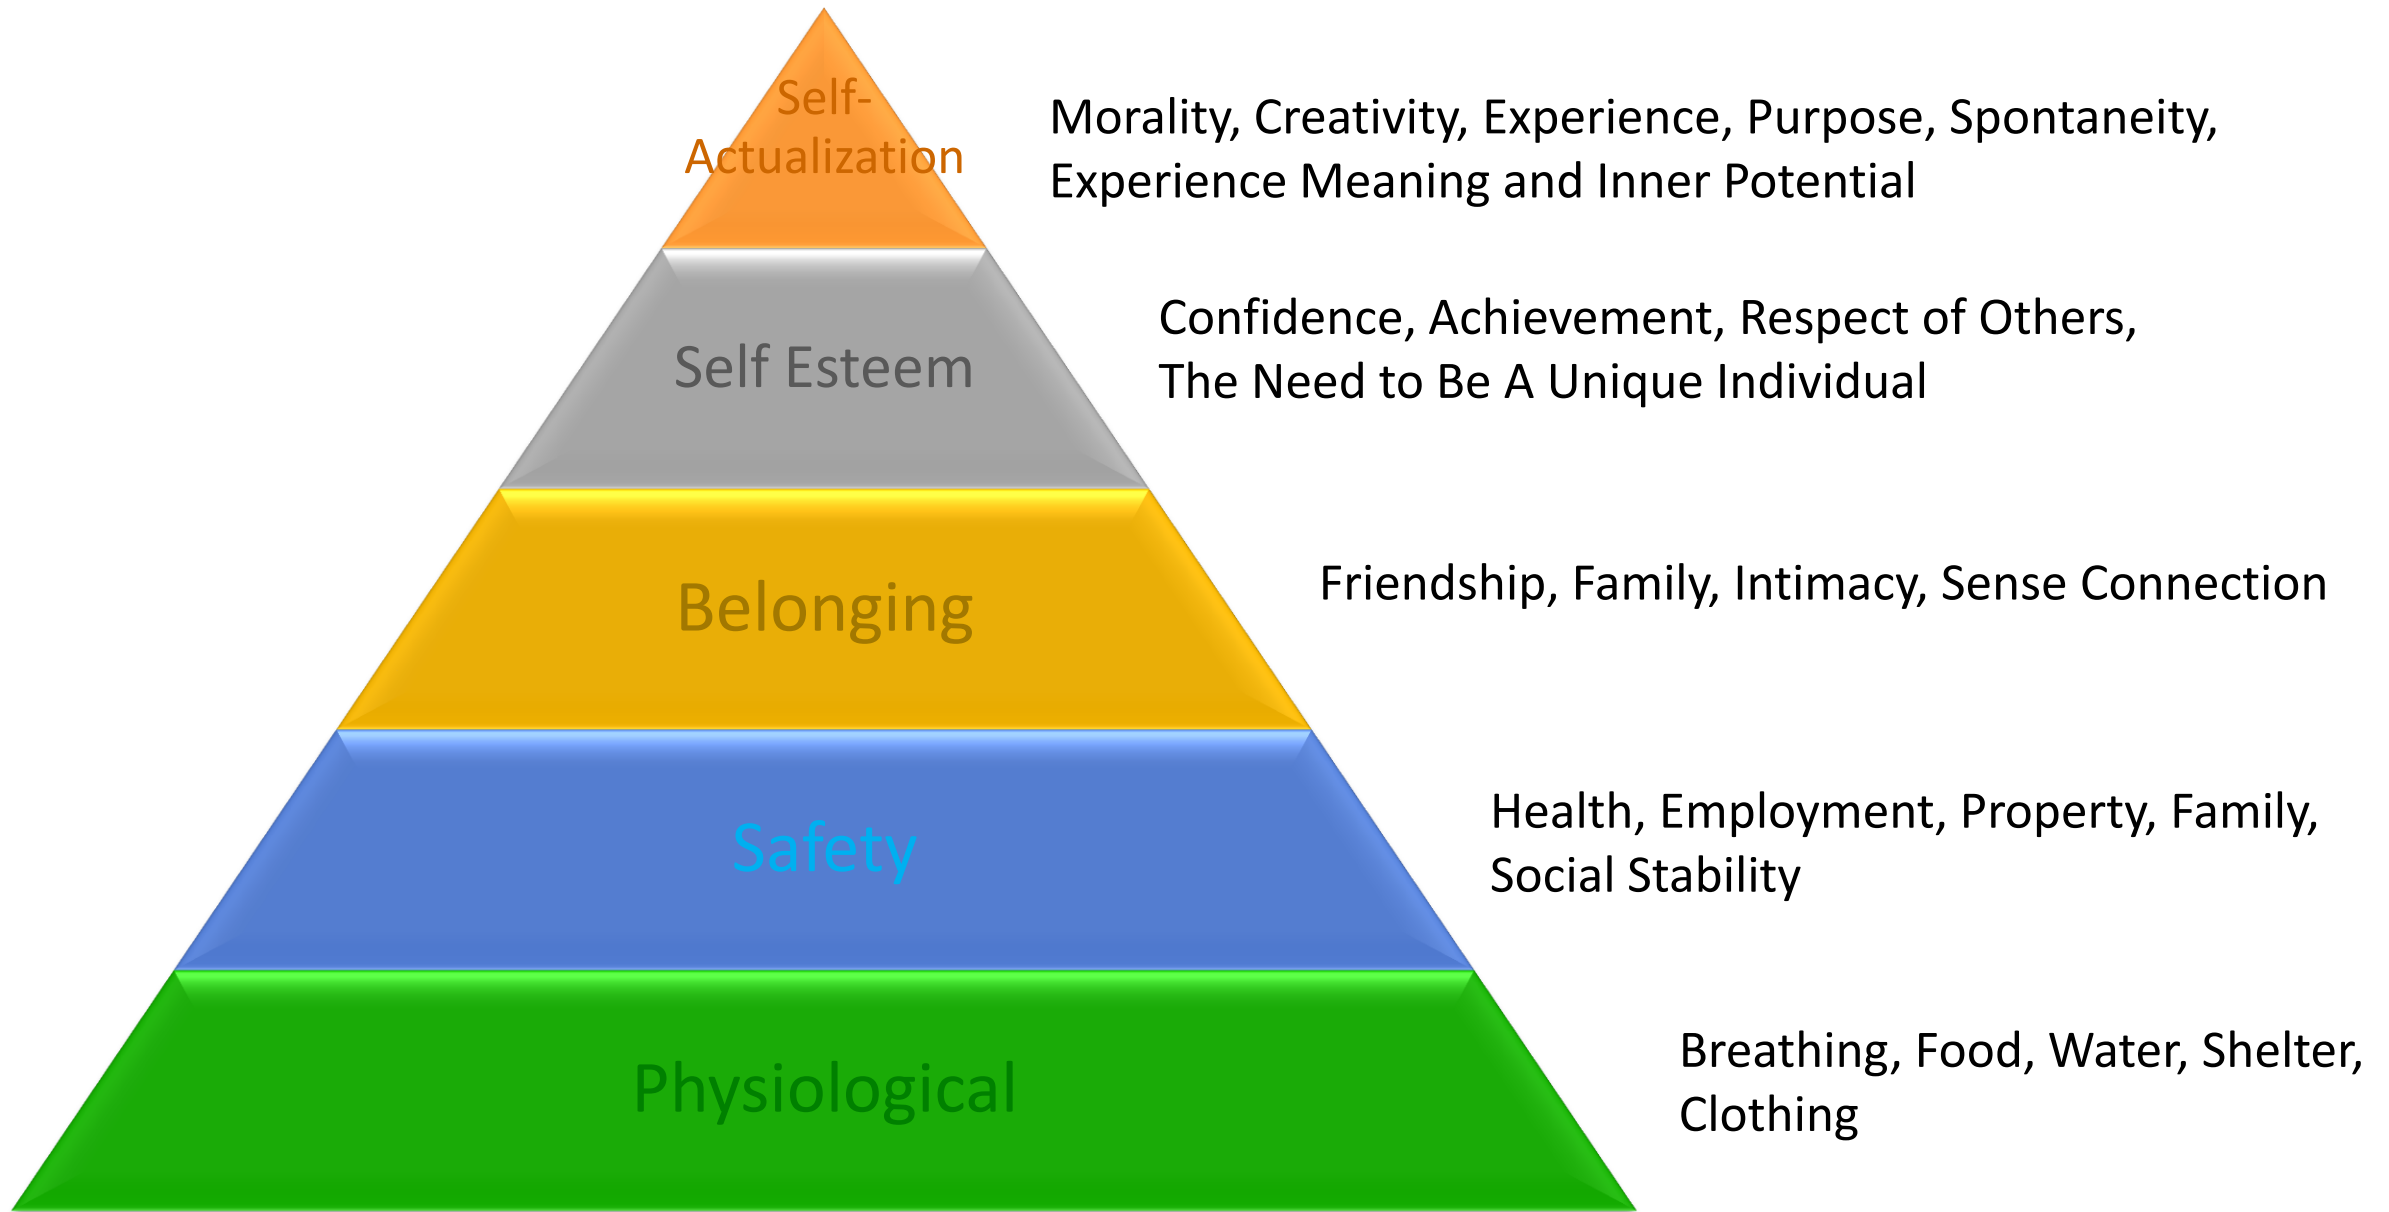 Self-
Actualization
Morality, Creativity, Experience, Purpose, Spontaneity,
Experience Meaning and Inner Potential
Self Esteem
Confidence, Achievement, Respect of Others,
The Need to Be A Unique Individual
Belonging
Friendship, Family, Intimacy, Sense Connection
Safety
Health, Employment, Property, Family,
Social Stability
Physiological
Breathing, Food, Water, Shelter,
Clothing